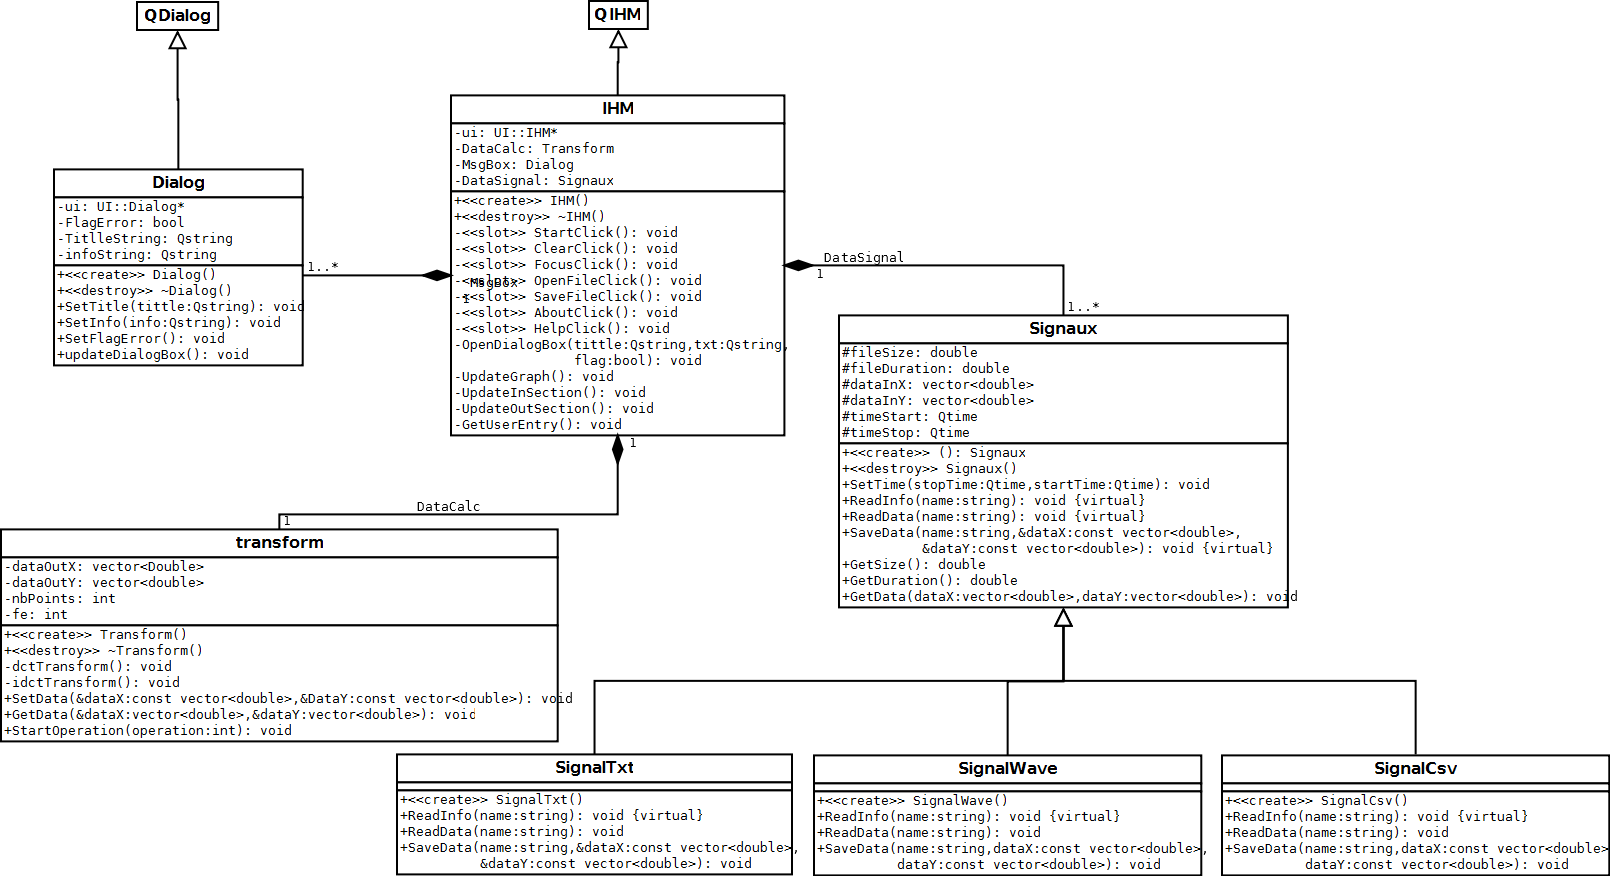 QDialog
QIHM
IHM
-ui: UI::IHM*
-DataCalc: Transform
-MsgBox: Dialog
-DataSignal: Signaux
+<<create>> IHM()
+<<destroy>> ~IHM()
-<<slot>> StartClick(): void
-<<slot>> ClearClick(): void
-<<slot>> FocusClick(): void
-<<slot>> OpenFileClick(): void
-<<slot>> SaveFileClick(): void
-<<slot>> AboutClick(): void
-<<slot>> HelpClick(): void
-OpenDialogBox(tittle:Qstring,txt:Qstring,
flag:bool): void
-UpdateGraph(): void
-UpdateInSection(): void
-UpdateOutSection(): void
-GetUserEntry(): void
Dialog
-ui: UI::Dialog*
-FlagError: bool
-TitlleString: Qstring
-infoString: Qstring
+<<create>> Dialog()
+<<destroy>> ~Dialog()
+SetTitle(tittle:Qstring): void
+SetInfo(info:Qstring): void
+SetFlagError(): void
+updateDialogBox(): void
1..*
MsgBox
1
DataSignal
1
1..*
Signaux
#fileSize: double
#fileDuration: double
#dataInX: vector<double>
#dataInY: vector<double>
#timeStart: Qtime
#timeStop: Qtime
+<<create>> (): Signaux
+<<destroy>> Signaux()
+SetTime(stopTime:Qtime,startTime:Qtime): void
+ReadInfo(name:string): void {virtual}
+ReadData(name:string): void {virtual}
+SaveData(name:string,&dataX:const vector<double>,
&dataY:const vector<double>): void {virtual}
+GetSize(): double
+GetDuration(): double
+GetData(dataX:vector<double>,dataY:vector<double>): void
1
DataCalc
1
transform
-dataOutX: vector<Double>
-dataOutY: vector<double>
-nbPoints: int
-fe: int
+<<create>> Transform()
+<<destroy>> ~Transform()
-dctTransform(): void
-idctTransform(): void
+SetData(&dataX:const vector<double>,&DataY:const vector<double>): void
+GetData(&dataX:vector<double>,&dataY:vector<double>): void
+StartOperation(operation:int): void
SignalTxt
+<<create>> SignalTxt()
+ReadInfo(name:string): void {virtual}
+ReadData(name:string): void
+SaveData(name:string,&dataX:const vector<double>,
&dataY:const vector<double>): void
SignalWave
+<<create>> SignalWave()
+ReadInfo(name:string): void {virtual}
+ReadData(name:string): void
+SaveData(name:string,dataX:const vector<double>,
dataY:const vector<double>): void
SignalCsv
+<<create>> SignalCsv()
+ReadInfo(name:string): void {virtual}
+ReadData(name:string): void
+SaveData(name:string,dataX:const vector<double>
dataY:const vector<double>): void